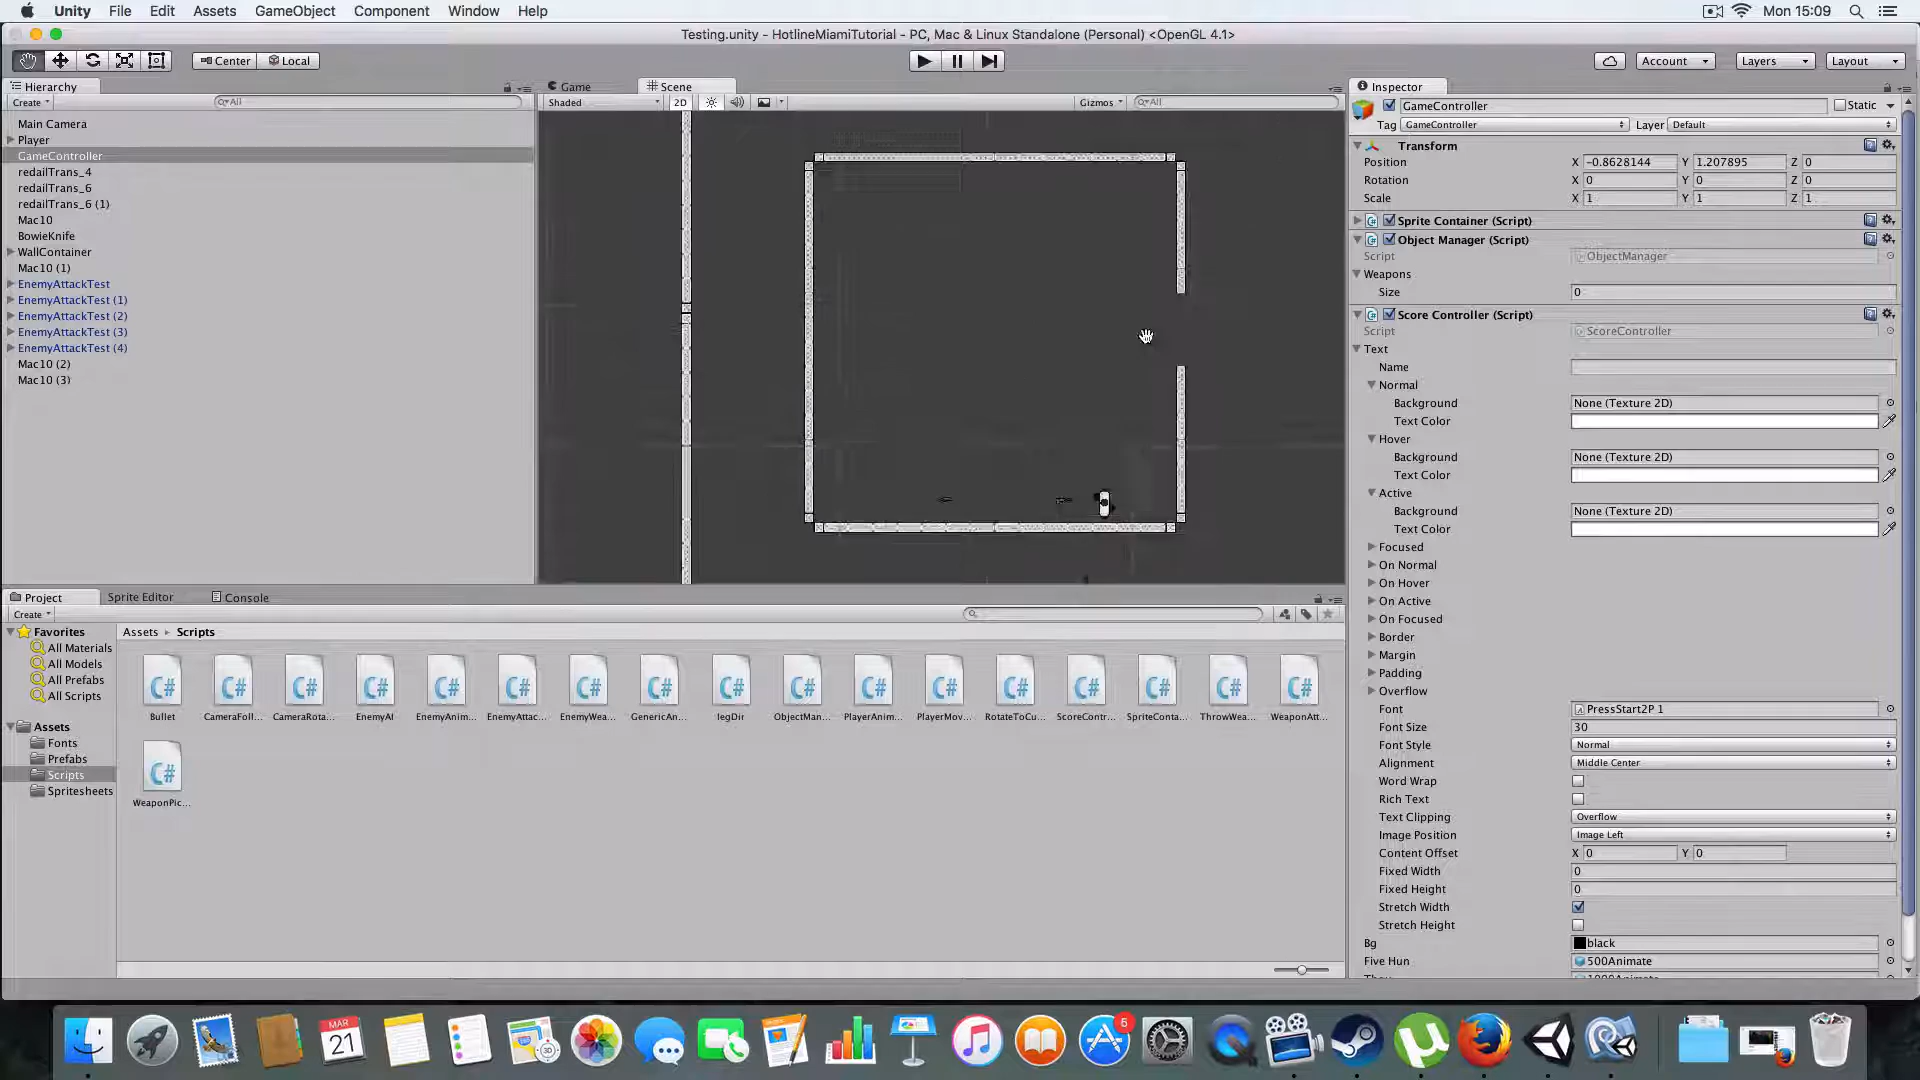 Unity File Edit Assets GameObject Component Window Help Mon 15:09
Testing.unity - HotlineMiamiTutorial - PC, Mac & Linux Standalone (Personal) <OpenGL 4.1>
Center Local Account Layers Layout
Hierarchy Game Scene Inspector
Create All Shaded 2D Gizmos All
GameController Static
Tag GameController Layer Default
Main Camera
Player
GameController
redailTrans_4
redailTrans_6
redailTrans_6 (1)
Mac10
BowieKnife
WallContainer
Mac10 (1)
EnemyAttackTest
EnemyAttackTest (1)
EnemyAttackTest (2)
EnemyAttackTest (3)
EnemyAttackTest (4)
Mac10 (2)
Mac10 (3)
Transform
Position X -0.8628144 Y 1.207895 Z 0
Rotation X 0 Y 0 Z 0
Scale X 1 Y 1 Z 1
Sprite Container (Script)
Object Manager (Script)
Script ObjectManager
Weapons
Size 0
Score Controller (Script)
Script ScoreController
Text
Name
Normal
Background None (Texture 2D)
Text Color
Hover
Background None (Texture 2D)
Text Color
Active
Background None (Texture 2D)
Text Color
Focused
On Normal
On Hover
On Active
On Focused
Border
Margin
Padding
Overflow
Font PressStart2P 1
Font Size 30
Font Style Normal
Alignment Middle Center
Word Wrap
Rich Text
Text Clipping Overflow
Image Position Image Left
Content Offset X 0 Y 0
Fixed Width 0
Fixed Height 0
Stretch Width
Stretch Height
Bg black
Five Hun 500Animate
Project Sprite Editor Console
Create
Favorites
All Materials
All Models
All Prefabs
All Scripts
Assets
Fonts
Prefabs
Scripts
Spritesheets
Assets Scripts
C# C# C# C# C# C# C# C# C# C# C# C# C# C# C# C# C#
Bullet CameraFoll... CameraRota... EnemyAI EnemyAnim... EnemyAttac... EnemyWea... GenericAn... legDir ObjectMan... PlayerAnim... PlayerMov... RotateToCu... ScoreContr... SpriteConta... ThrowWea... WeaponAtt...
C#
WeaponPic...
MAR
21
5